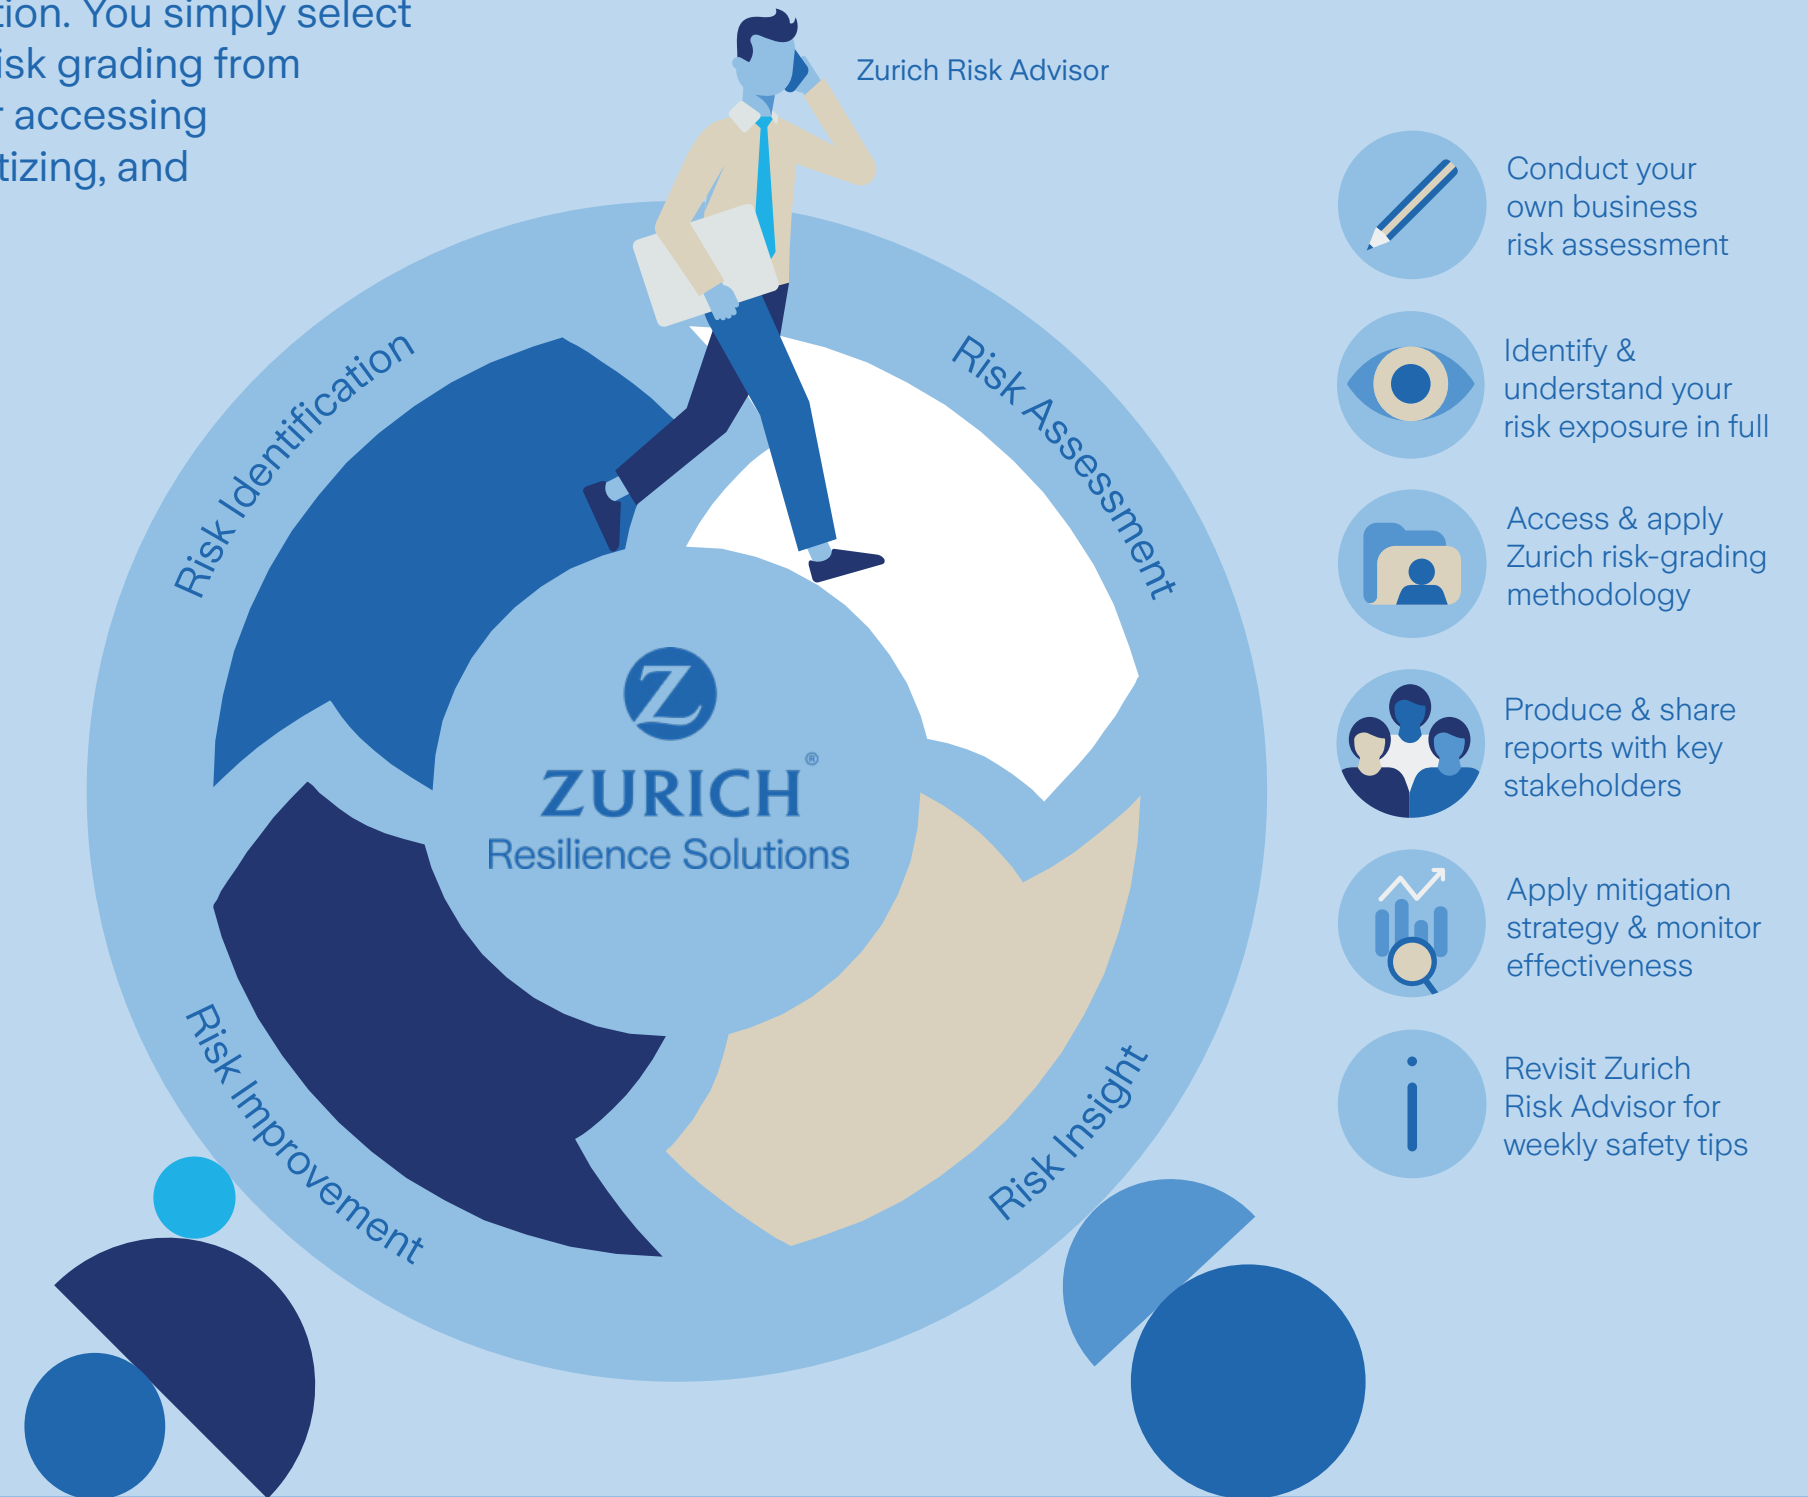 tion. You simply select
isk grading from
accessing
tizing, and
Zurich Risk Advisor
Risk Identification
Risk Assessment
Risk Insight
Risk Improvement
Z
ZURICH®
Resilience Solutions
Conduct your
own business
risk assessment
Identify &
understand your
risk exposure in full
Access & apply
Zurich risk-grading
methodology
Produce & share
reports with key
stakeholders
Apply mitigation
strategy & monitor
effectiveness
Revisit Zurich
Risk Advisor for
weekly safety tips